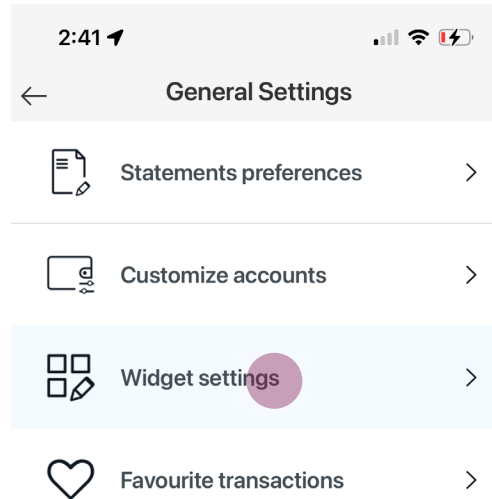 2:41
General Settings
Statements preferences
Customize accounts
Widget settings
Favourite transactions